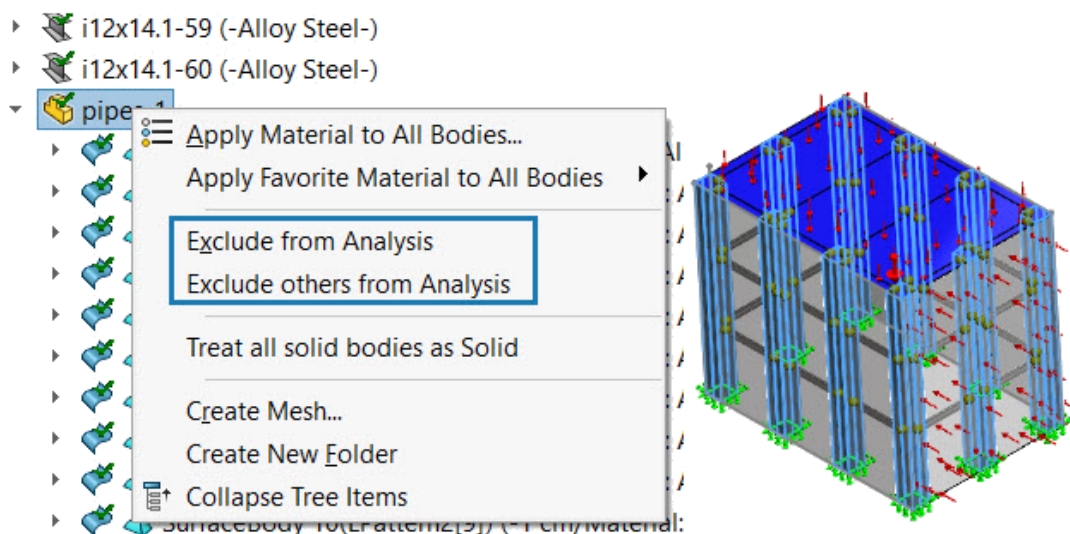 i12x14.1-59 (-Alloy Steel-)
i12x14.1-60 (-Alloy Steel-)
Apply Material to All Bodies...
Apply Favorite Material to All Bodies
Exclude from Analysis
Exclude others from Analysis
Treat all solid bodies as Solid
Create Mesh...
Create New Folder
Collapse Tree Items